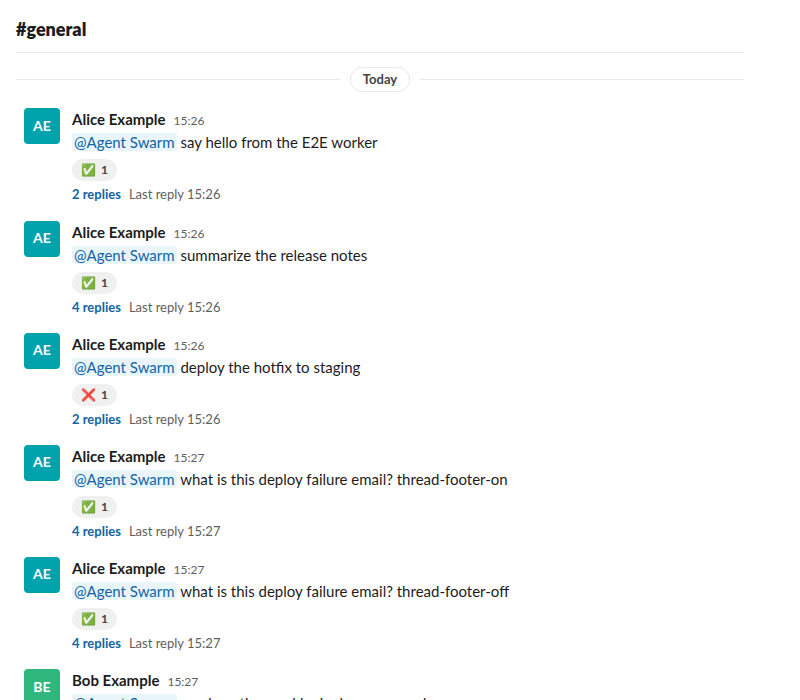 #general
Today
AE
Alice Example 15:26
@Agent Swarm say hello from the E2E worker
✅ 1
2 replies Last reply 15:26
AE
Alice Example 15:26
@Agent Swarm summarize the release notes
✅ 1
4 replies Last reply 15:26
AE
Alice Example 15:26
@Agent Swarm deploy the hotfix to staging
❌ 1
2 replies Last reply 15:26
AE
Alice Example 15:27
@Agent Swarm what is this deploy failure email? thread-footer-on
✅ 1
4 replies Last reply 15:27
AE
Alice Example 15:27
@Agent Swarm what is this deploy failure email? thread-footer-off
✅ 1
4 replies Last reply 15:27
BE
Bob Example 15:27